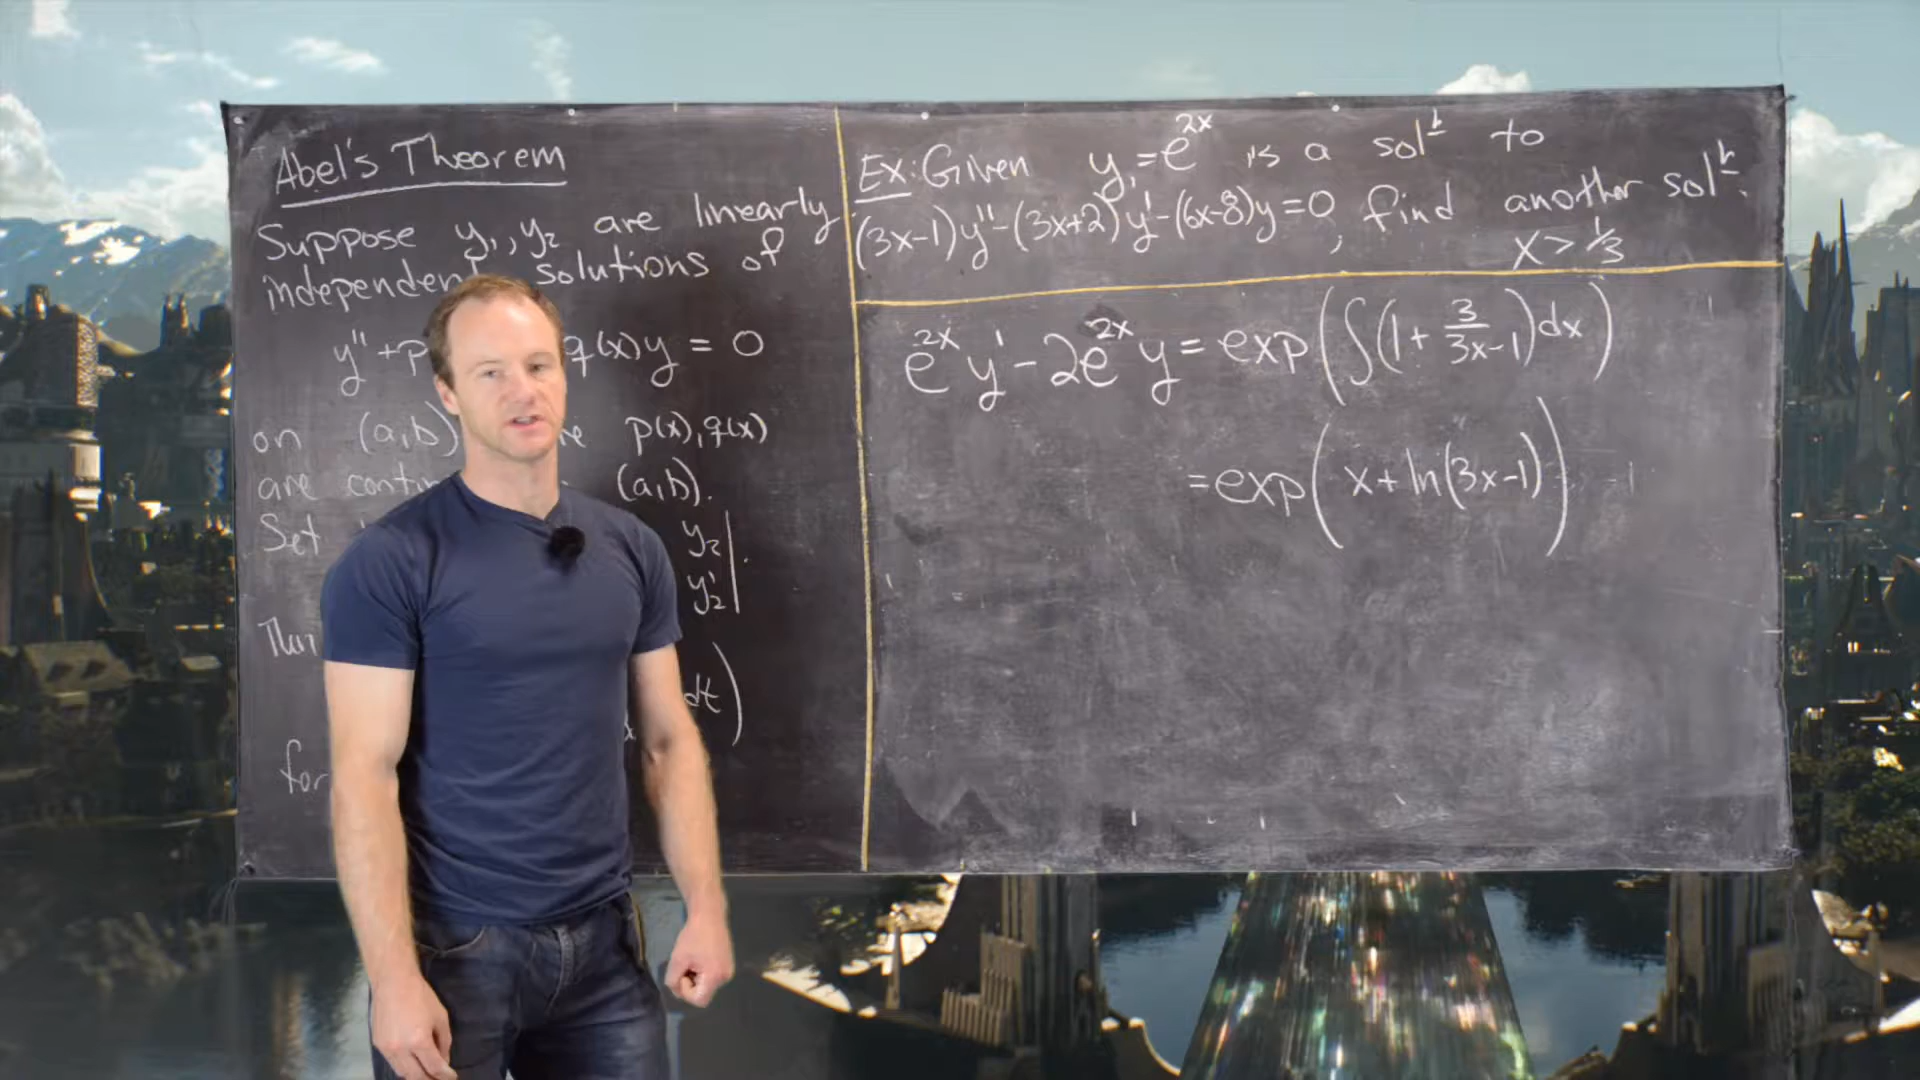 Abel's Theorem
Suppose y₁, y₂ are linearly
independent solutions of
y'' + p q(x)y = 0
on (a,b) p(x), q(x)
are (a,b).
Set y₂
y₂'
dt)
for
Ex: Given y₁ = e^{2x} is a solⁿ to
(3x-1)y'' - (3x+2)y' - (6x-8)y = 0, find another solⁿ.
x > 1/3
e^{2x} y' - 2e^{2x} y = exp(∫(1 + 3/(3x-1))dx)
= exp(x + ln(3x-1))